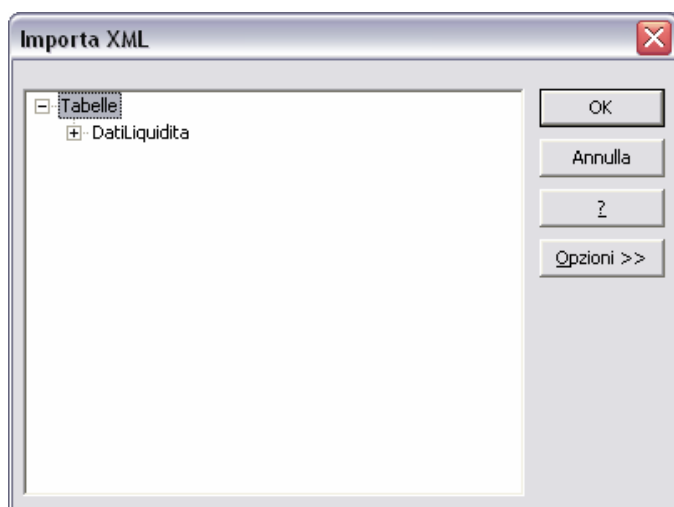 Importa XML
Tabelle
DatiLiquidita
OK
Annulla
?
Opzioni >>